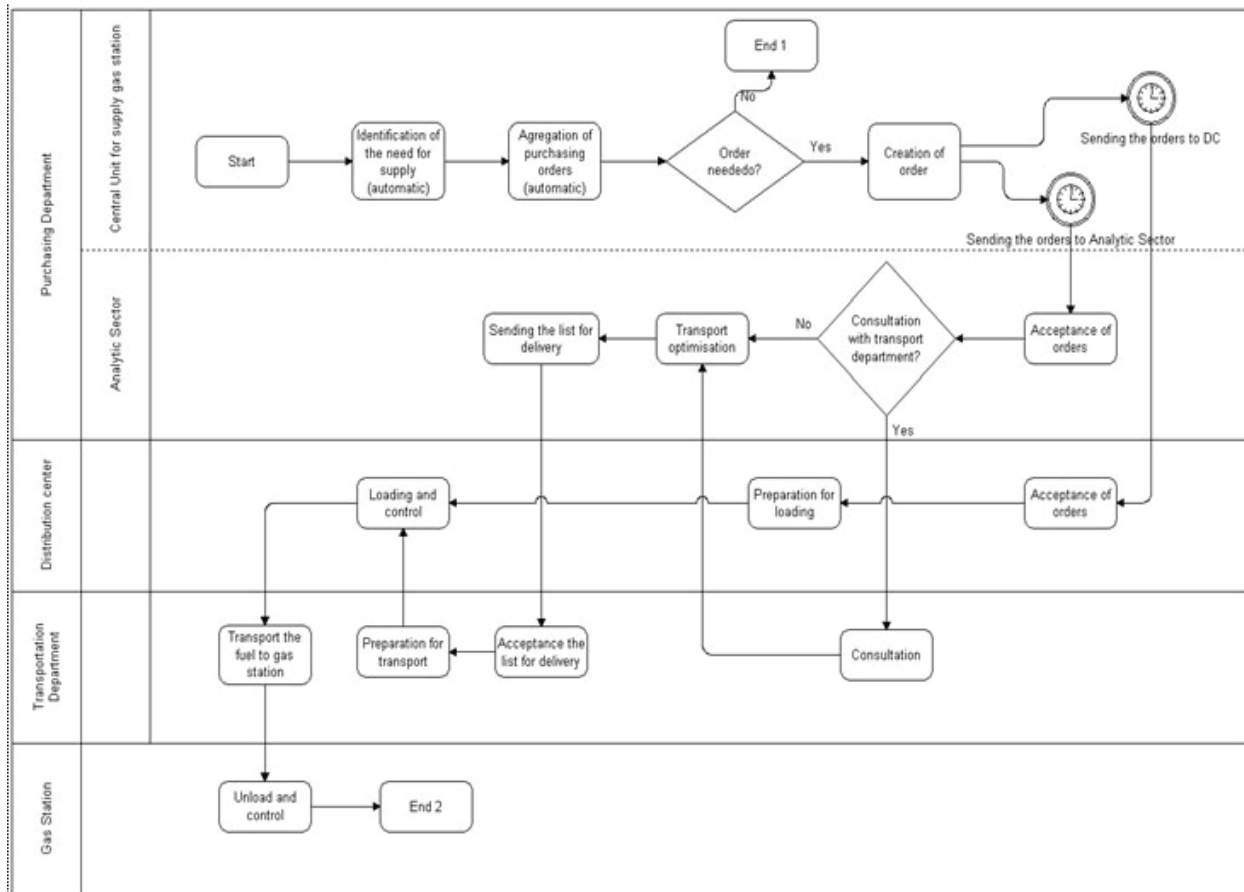 Purchasing Department
Central Unit for supply gas station
End 1
No
Start
Identification of
the need for
supply
(automatic)
Agregation of
purchasing
orders
(automatic)
Order
neededo?
Yes
Creation of
order
Sending the orders to DC
Sending the orders to Analytic Sector
Analytic Sector
Sending the list for
delivery
Transport
optimisation
No
Consultation
with transport
department?
Yes
Acceptance of
orders
Distribution center
Loading and
control
Preparation for
loading
Acceptance of
orders
Transportation
Department
Transport the
fuel to gas
station
Preparation for
transport
Acceptance the
list for delivery
Consultation
Gas Station
Unload and
control
End 2